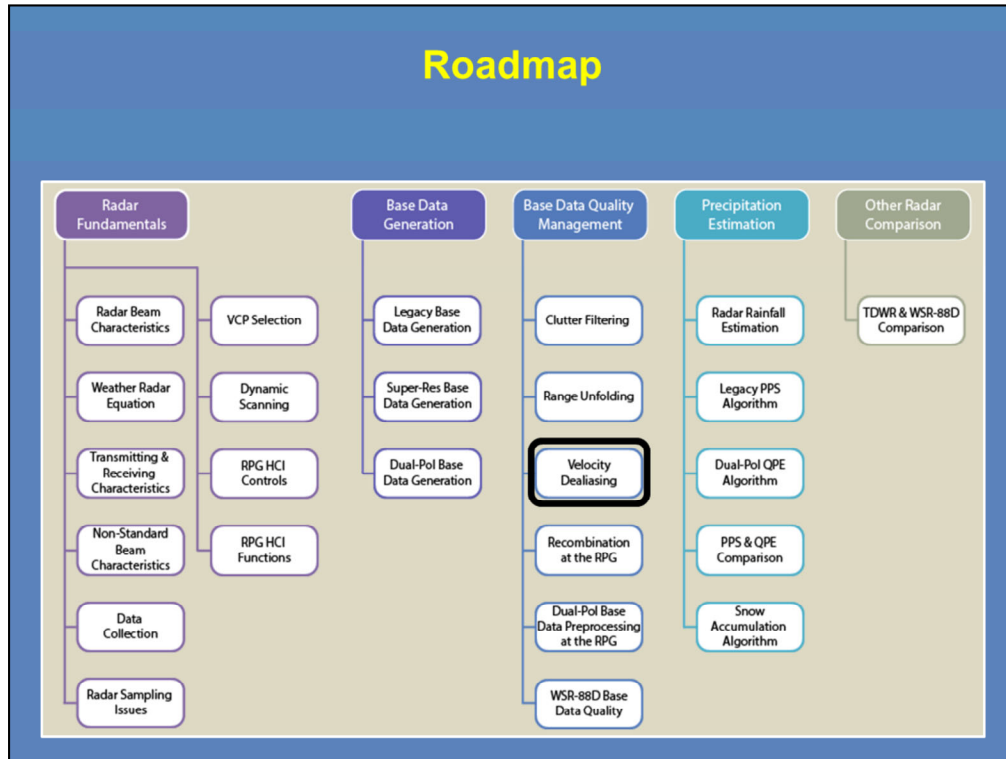 Roadmap
Radar
Fundamentals
Radar Beam
Characteristics
Weather Radar
Equation
Transmitting &
Receiving
Characteristics
Non-Standard
Beam
Characteristics
Data
Collection
Radar Sampling
Issues
VCP Selection
Dynamic
Scanning
RPG HCI
Controls
RPG HCI
Functions
Base Data
Generation
Legacy Base
Data Generation
Super-Res Base
Data Generation
Dual-Pol Base
Data Generation
Base Data Quality
Management
Clutter Filtering
Range Unfolding
Velocity
Dealiasing
Recombination
at the RPG
Dual-Pol Base
Data Preprocessing
at the RPG
WSR-88D Base
Data Quality
Precipitation
Estimation
Radar Rainfall
Estimation
Legacy PPS
Algorithm
Dual-Pol QPE
Algorithm
PPS & QPE
Comparison
Snow
Accumulation
Algorithm
Other Radar
Comparison
TDWR & WSR-88D
Comparison